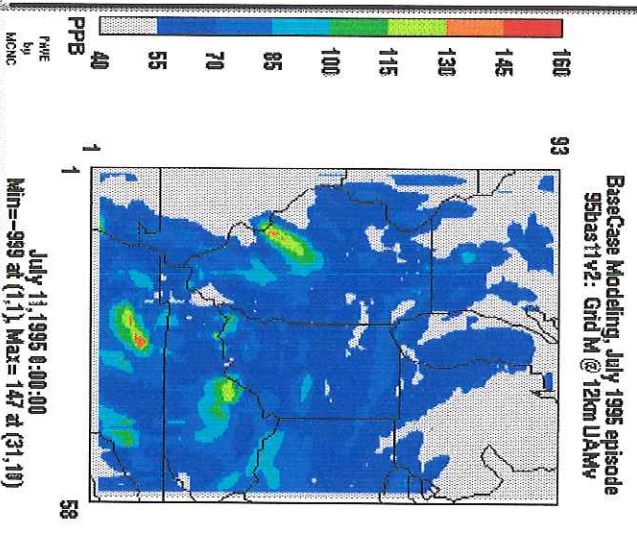 BaseCase Modeling, July 1995 episode
95bas11v2: Grid M @ 12km UAMv
160
145
130
115
100
85
70
55
40
PPB
PAVE
by
MCNC
93
1
1
58
July 11,1995 0:00:00
Min=-999 at (1,1), Max= 147 at (31,10)